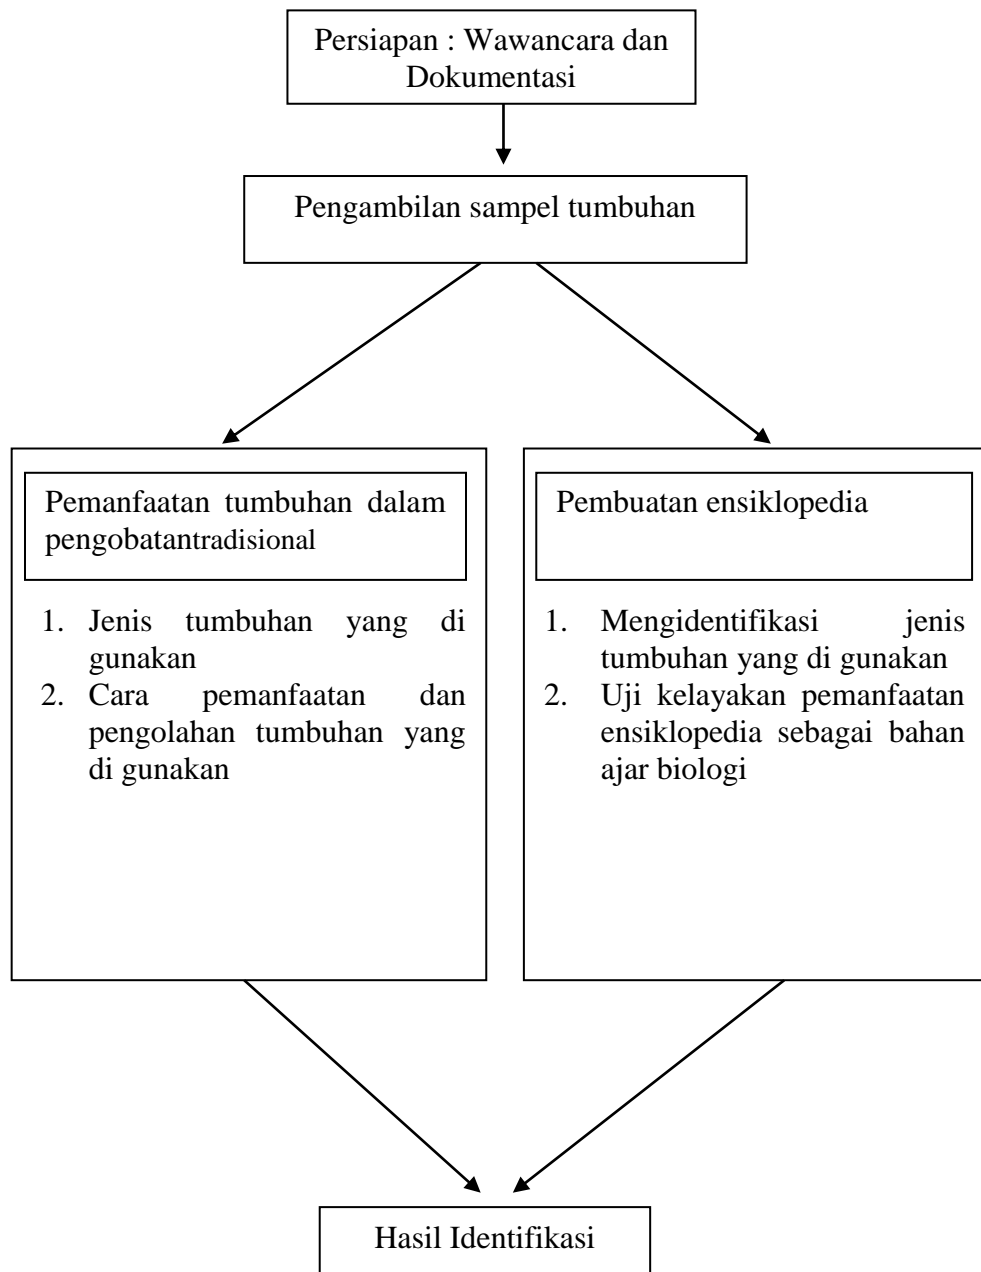 Persiapan : Wawancara dan
Dokumentasi
Pengambilan sampel tumbuhan
Pemanfaatan tumbuhan dalam
pengobatantradisional
1. Jenis tumbuhan yang di
gunakan
2. Cara pemanfaatan dan
pengolahan tumbuhan yang
di gunakan
Pembuatan ensiklopedia
1. Mengidentifikasi jenis
tumbuhan yang di gunakan
2. Uji kelayakan pemanfaatan
ensiklopedia sebagai bahan
ajar biologi
Hasil Identifikasi